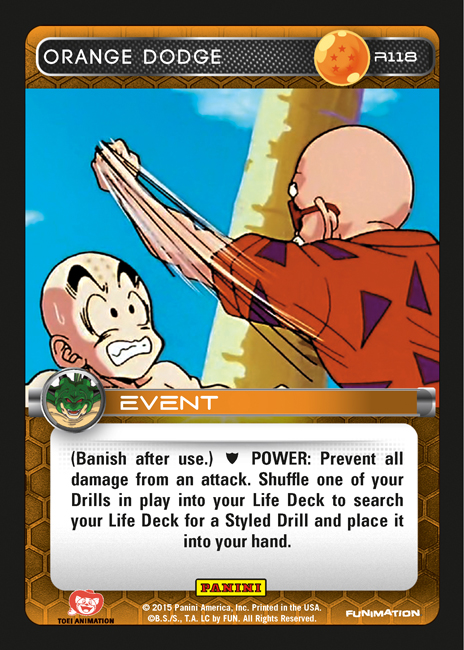 ORANGE DODGE R118
EVENT
(Banish after use.) POWER: Prevent all
damage from an attack. Shuffle one of your
Drills in play into your Life Deck to search
your Life Deck for a Styled Drill and place it
into your hand.
PANINI
TOEI ANIMATION
© 2015 Panini America, Inc. Printed in the USA.
©B.S./S., T.A. LC by FUN. All Rights Reserved.
FUNIMATION